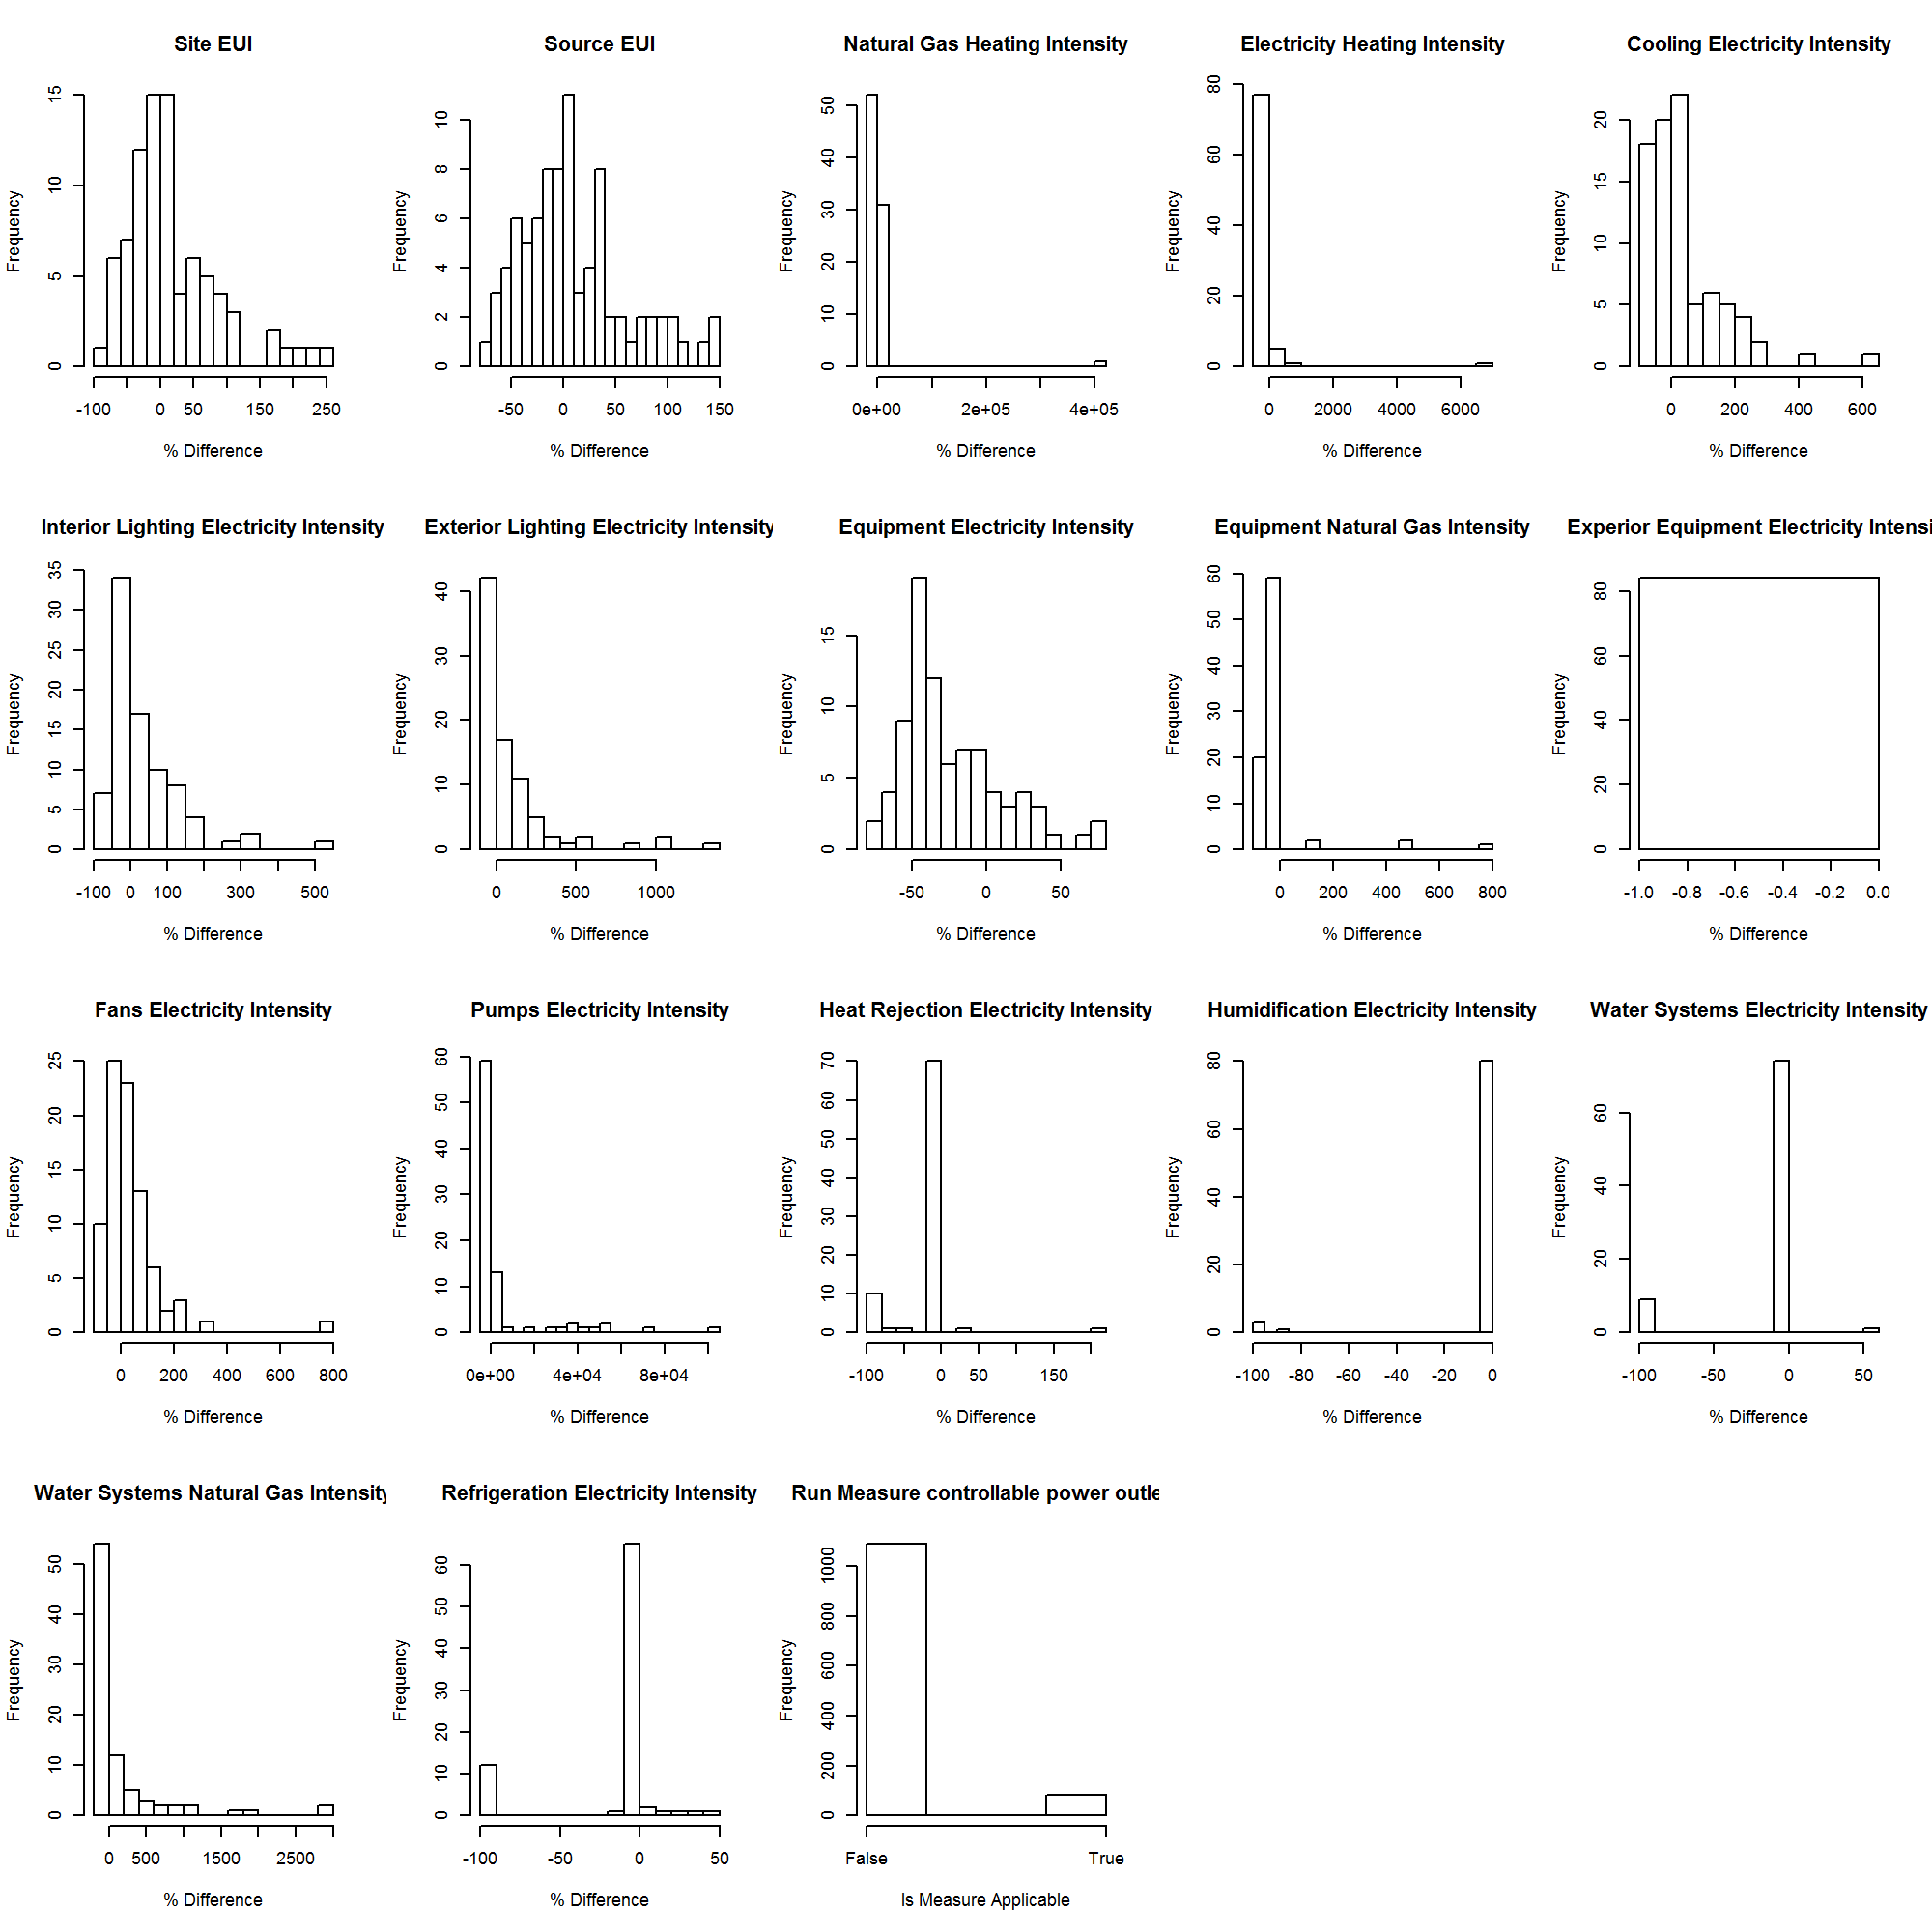 Site EUI
Frequency
15
10
5
0
-100 0 50 150 250
% Difference
Source EUI
Frequency
10
8
6
4
2
0
-50 0 50 100 150
% Difference
Natural Gas Heating Intensity
Frequency
50
40
30
20
10
0
0e+00 2e+05 4e+05
% Difference
Electricity Heating Intensity
Frequency
80
60
40
20
0
0 2000 4000 6000
% Difference
Cooling Electricity Intensity
Frequency
20
15
10
5
0
0 200 400 600
% Difference
Interior Lighting Electricity Intensity
Frequency
35
30
25
20
15
10
5
0
-100 0 100 300 500
% Difference
Exterior Lighting Electricity Intensity
Frequency
40
30
20
10
0
0 500 1000
% Difference
Equipment Electricity Intensity
Frequency
15
10
5
0
-50 0 50
% Difference
Equipment Natural Gas Intensity
Frequency
60
50
40
30
20
10
0
0 200 400 600 800
% Difference
Experior Equipment Electricity Intensi
Frequency
80
60
40
20
0
-1.0 -0.8 -0.6 -0.4 -0.2 0.0
% Difference
Fans Electricity Intensity
Frequency
25
20
15
10
5
0
0 200 400 600 800
% Difference
Pumps Electricity Intensity
Frequency
60
50
40
30
20
10
0
0e+00 4e+04 8e+04
% Difference
Heat Rejection Electricity Intensity
Frequency
70
60
50
40
30
20
10
0
-100 0 50 150
% Difference
Humidification Electricity Intensity
Frequency
80
60
40
20
0
-100 -80 -60 -40 -20 0
% Difference
Water Systems Electricity Intensity
Frequency
60
40
20
0
-100 -50 0 50
% Difference
Water Systems Natural Gas Intensity
Frequency
50
40
30
20
10
0
0 500 1500 2500
% Difference
Refrigeration Electricity Intensity
Frequency
60
50
40
30
20
10
0
-100 -50 0 50
% Difference
Run Measure controllable power outle
Frequency
1000
800
600
400
200
0
False True
Is Measure Applicable